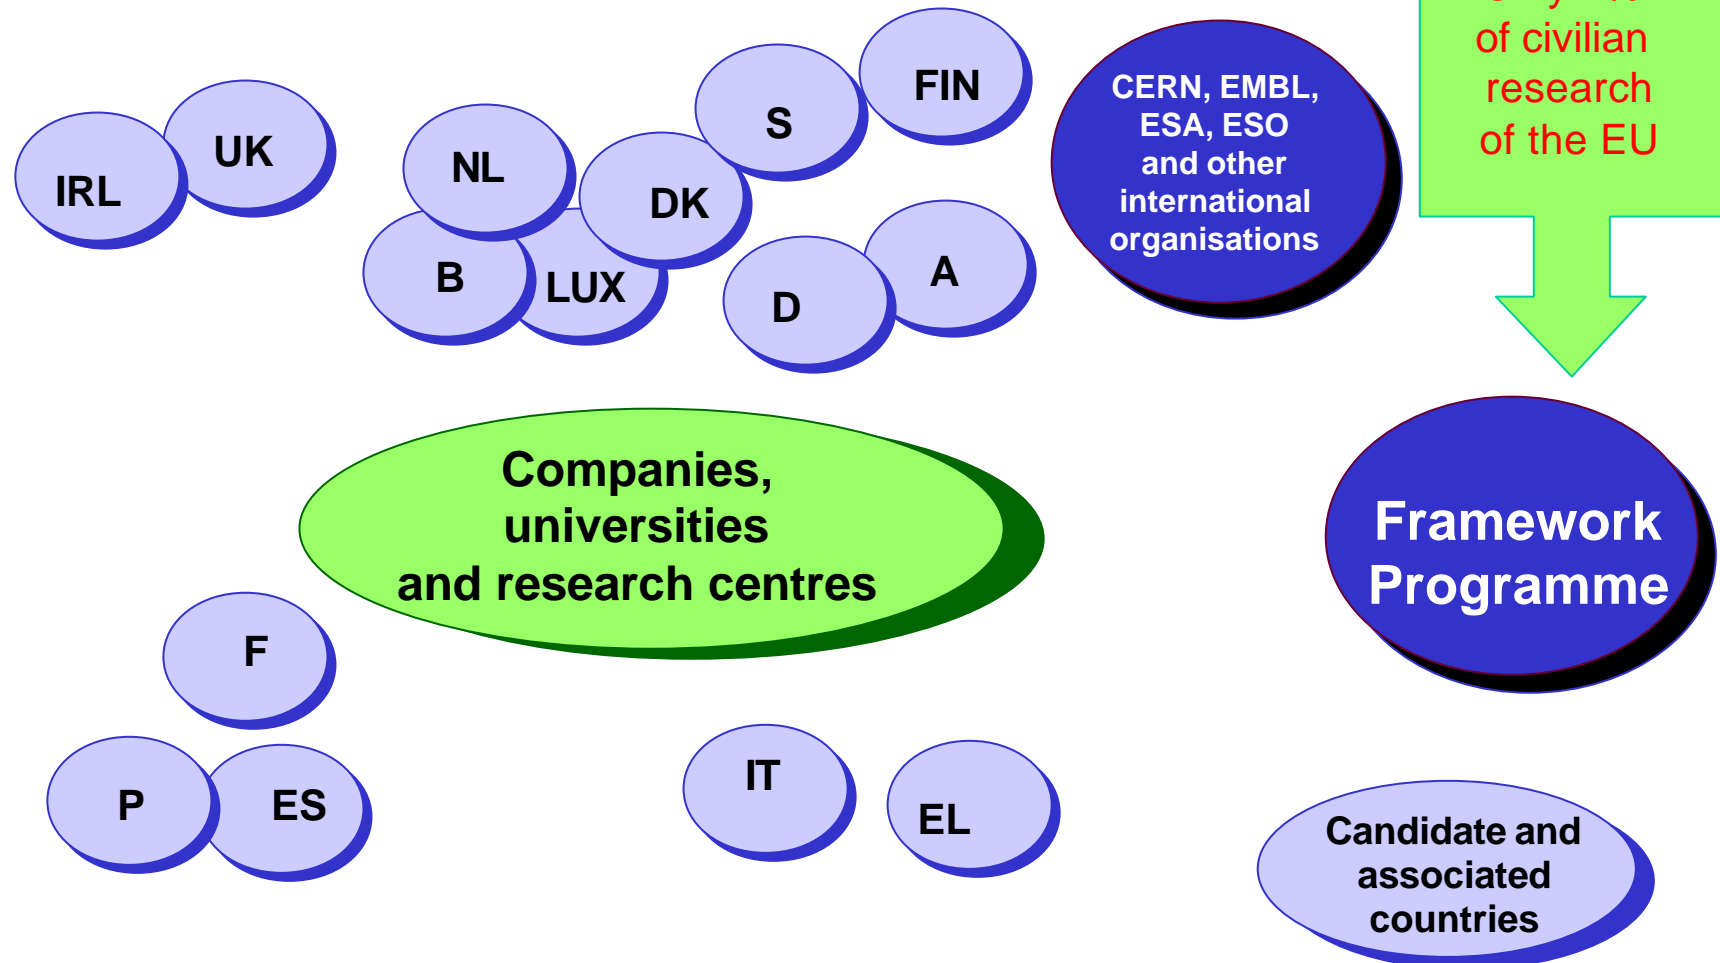 of civilian
research
of the EU
FIN
S
CERN, EMBL,
ESA, ESO
and other
international
organisations
UK
IRL
NL
DK
B
LUX
D
A
Companies,
universities
and research centres
Framework
Programme
F
P
ES
IT
EL
Candidate and
associated
countries